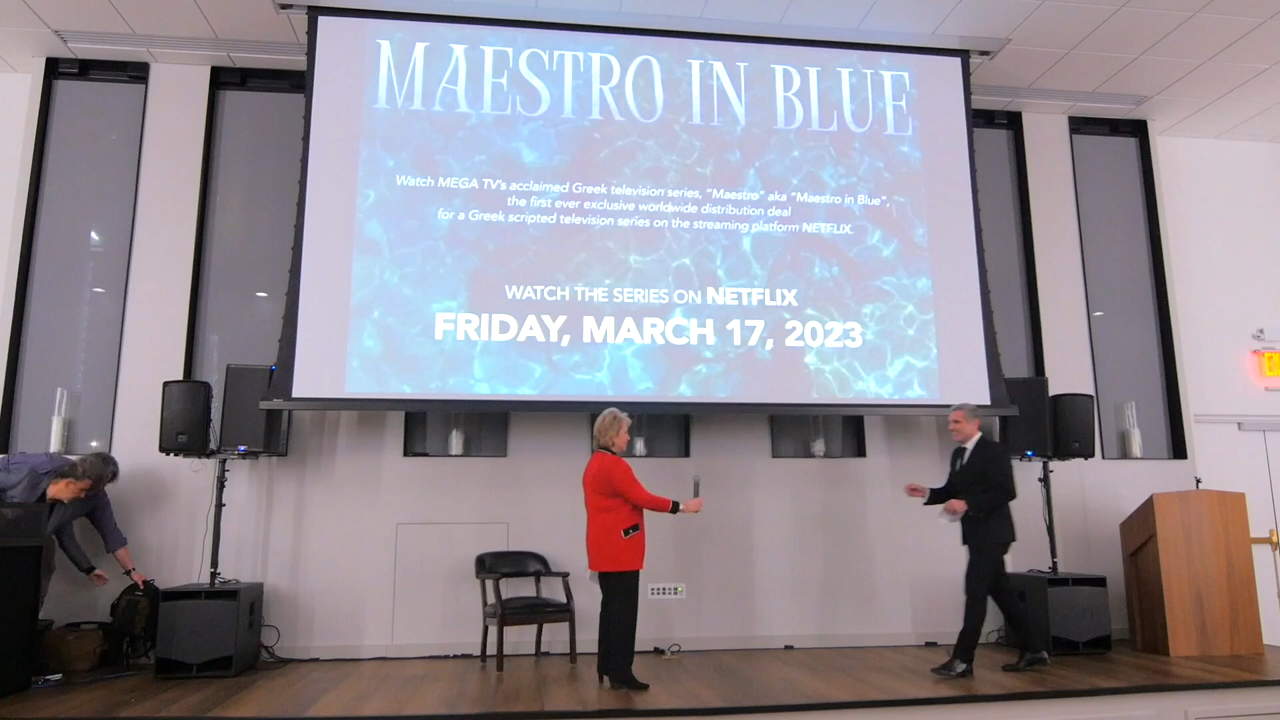 MAESTRO IN BLUE
Watch MEGA TV's acclaimed Greek television series, "Maestro" aka "Maestro in Blue",
the first ever exclusive worldwide distribution deal
for a Greek scripted television series on the streaming platform NETFLIX.
WATCH THE SERIES ON NETFLIX
FRIDAY, MARCH 17, 2023